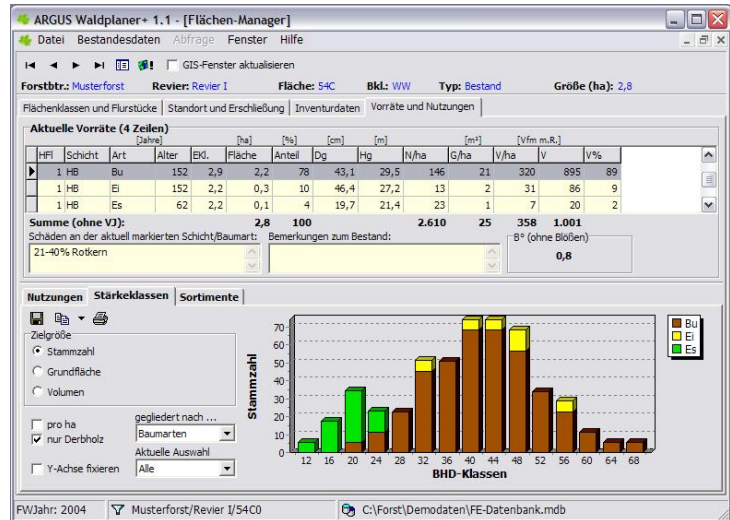 ARGUS Waldplaner+ 1.1 - [Flächen-Manager]
Datei Bestandesdaten Abfrage Fenster Hilfe
GIS-Fenster aktualisieren
Forstbtr.: Musterforst Revier: Revier I Fläche: 54C Bkl.: WW Typ: Bestand Größe (ha): 2,8
Flächenklassen und Flurstücke Standort und Erschließung Inventurdaten Vorräte und Nutzungen
Aktuelle Vorräte (4 Zeilen)
[Jahre] [ha] [%] [cm] [m] [m²] [Vfm m.R.]
HFl Schicht Art Alter EKl. Fläche Anteil Dg Hg N/ha G/ha V/ha V V%
1 HB Bu 152 2,9 2,2 78 43,1 29,5 146 21 320 895 89
1 HB Ei 152 2,2 0,3 10 46,4 27,2 13 2 31 86 9
1 HB Es 62 2,2 0,1 4 19,7 21,4 23 1 7 20 2
Summe (ohne VJ): 2,8 100 2.610 25 358 1.001
Schäden an der aktuell markierten Schicht/Baumart: Bemerkungen zum Bestand: B° (ohne Blößen)
21-40% Rotkern
0,8
Nutzungen Stärkeklassen Sortimente
Zielgröße
Stammzahl
Grundfläche
Volumen
pro ha
nur Derbholz
Y-Achse fixieren
gegliedert nach ...
Baumarten
Aktuelle Auswahl
Alle
Stammzahl
70
60
50
40
30
20
10
0
12 16 20 24 28 32 36 40 44 48 52 56 60 64 68
BHD-Klassen
Bu
Ei
Es
FWJahr: 2004 Musterforst/Revier I/54C0 C:\Forst\Demodaten\FE-Datenbank.mdb